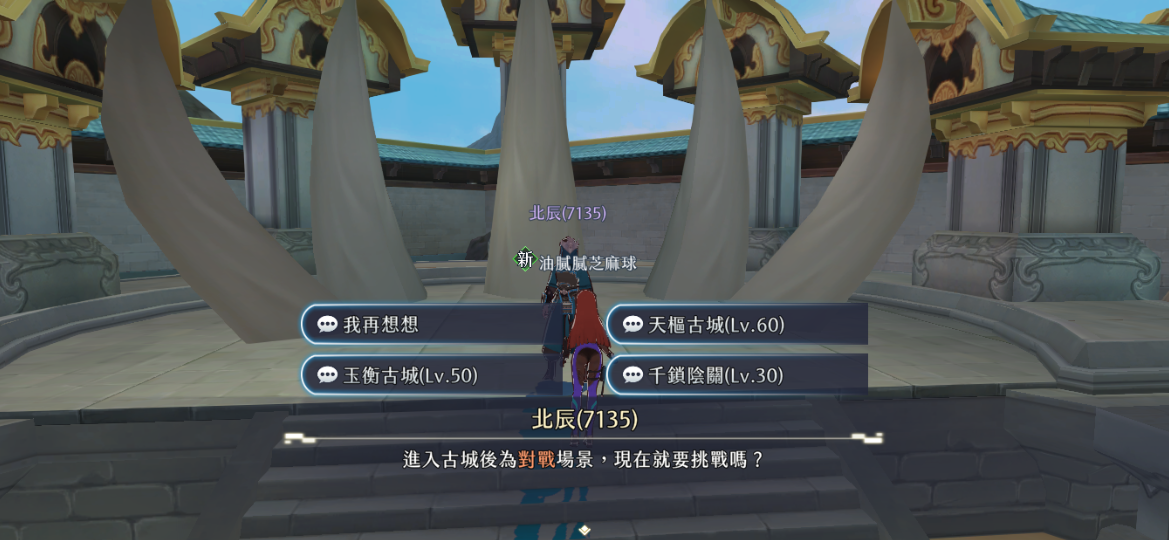 北辰(7135)
新 油膩膩芝麻球
我再想想
天樞古城(Lv.60)
玉衡古城(Lv.50)
千鎖陰關(Lv.30)
北辰(7135)
進入古城後為對戰場景，現在就要挑戰嗎？